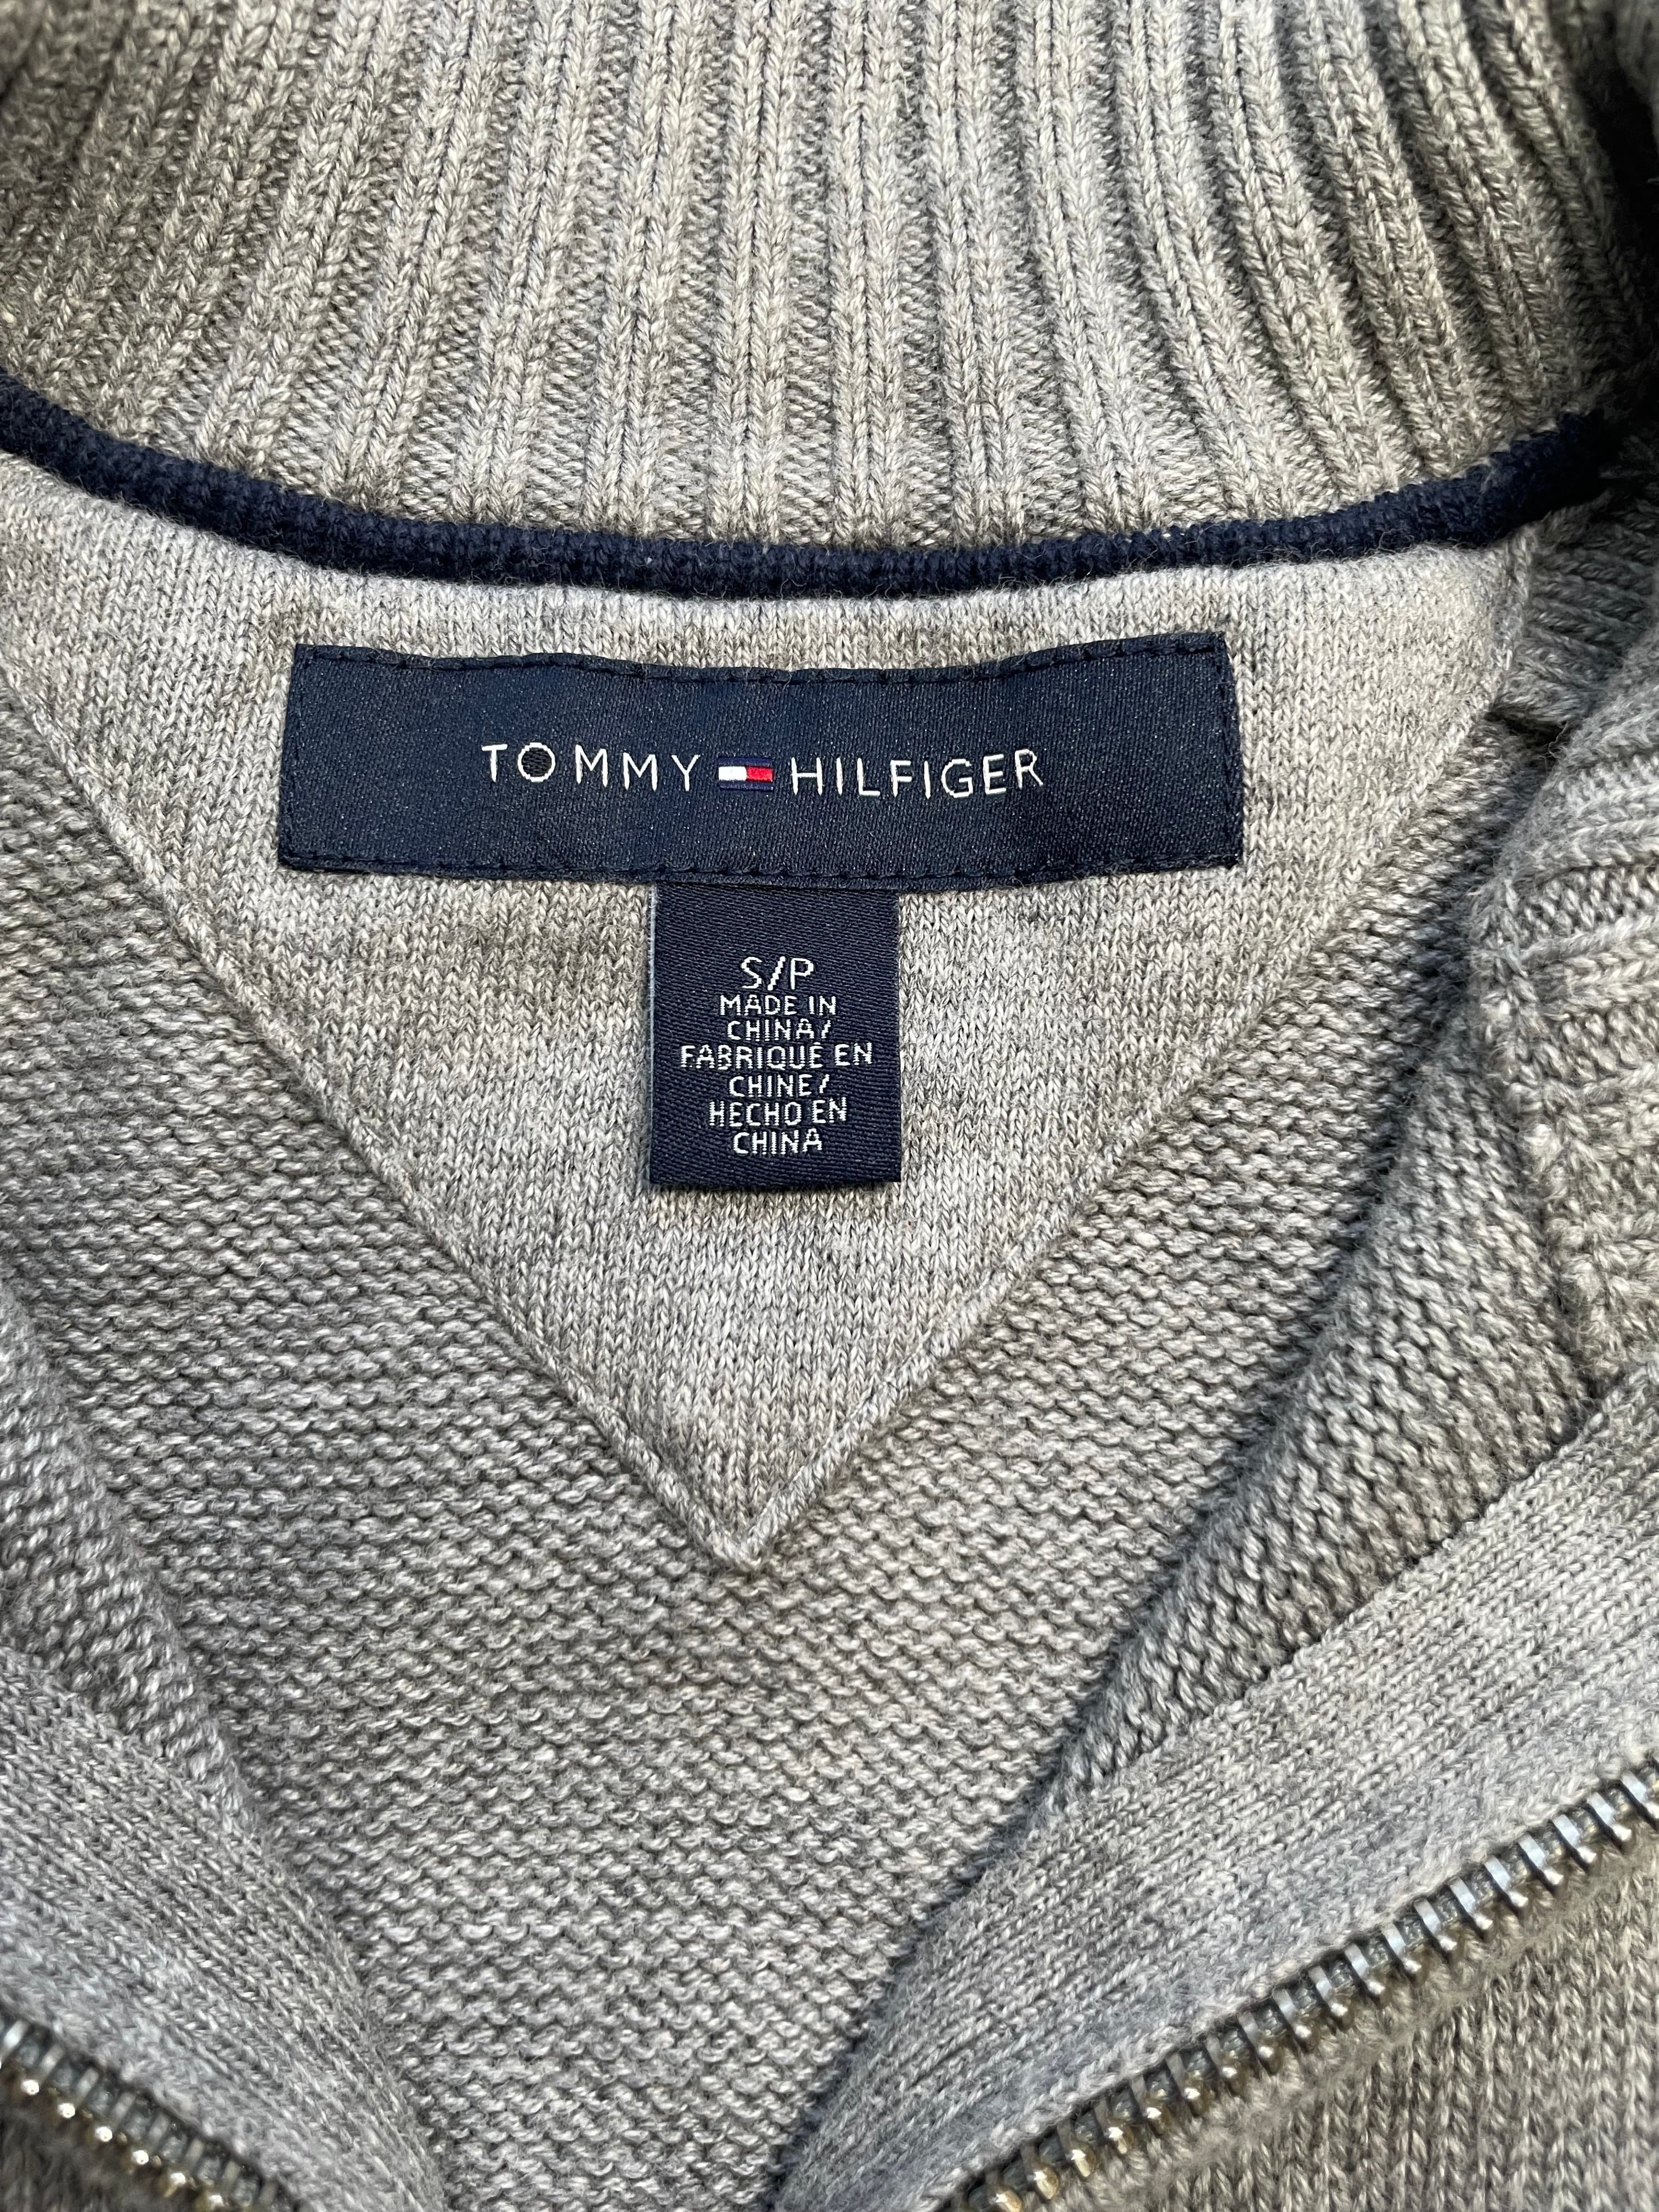 TOMMY HILFIGER
S/P
MADE IN
CHINA/
FABRIQUÉ EN
CHINE/
HECHO EN
CHINA